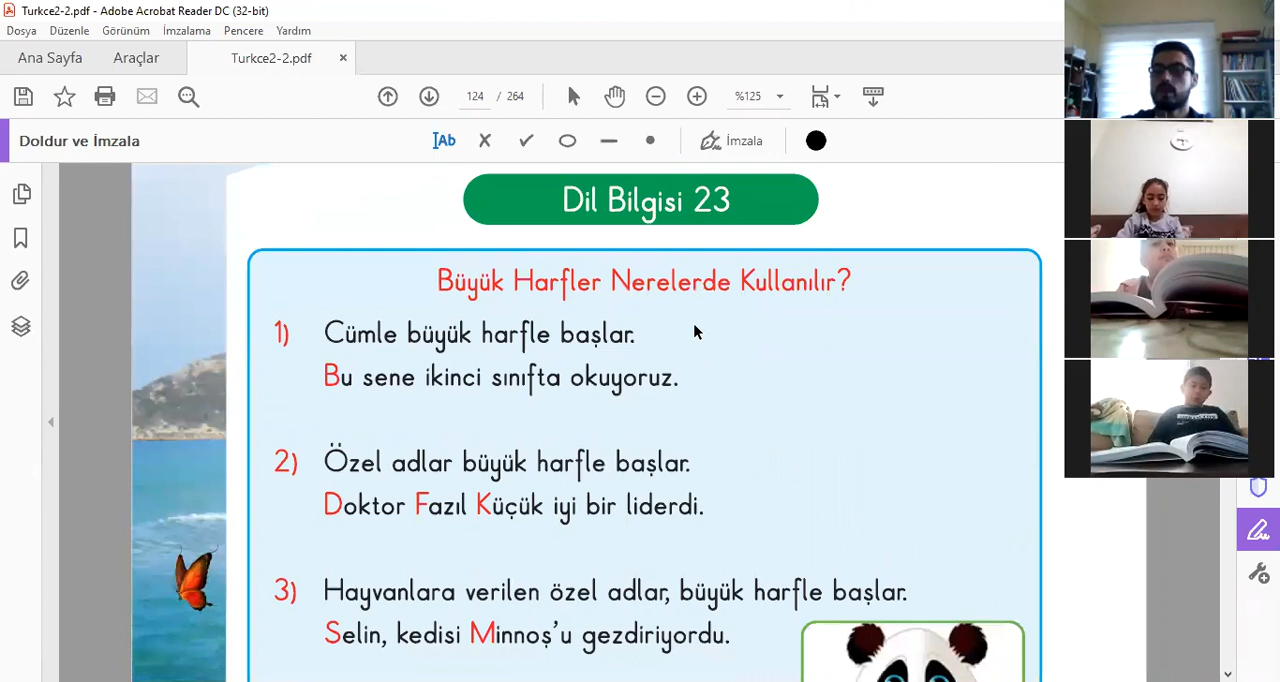 Turkce2-2.pdf - Adobe Acrobat Reader DC (32-bit)
Dosya Düzenle Görünüm İmzalama Pencere Yardım
Ana Sayfa Araçlar Turkce2-2.pdf ×
124 / 264 %125
Doldur ve İmzala
Ab
İmzala
Dil Bilgisi 23
Büyük Harfler Nerelerde Kullanılır?
1) Cümle büyük harfle başlar.
Bu sene ikinci sınıfta okuyoruz.
2) Özel adlar büyük harfle başlar.
Doktor Fazıl Küçük iyi bir liderdi.
3) Hayvanlara verilen özel adlar, büyük harfle başlar.
Selin, kedisi Minnoş'u gezdiriyordu.